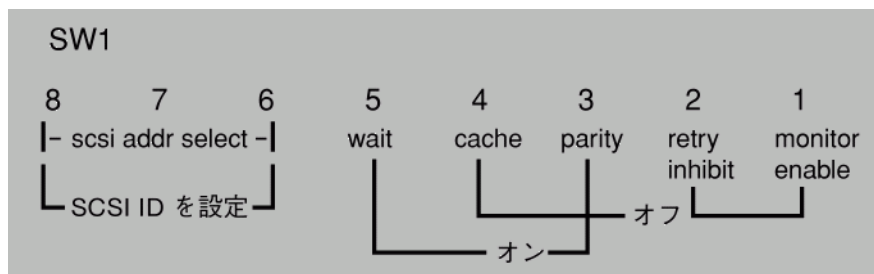 SW1
8 7 6 5 4 3 2 1
scsi addr select wait cache parity retry inhibit monitor enable
SCSI ID を設定
オフ
オン